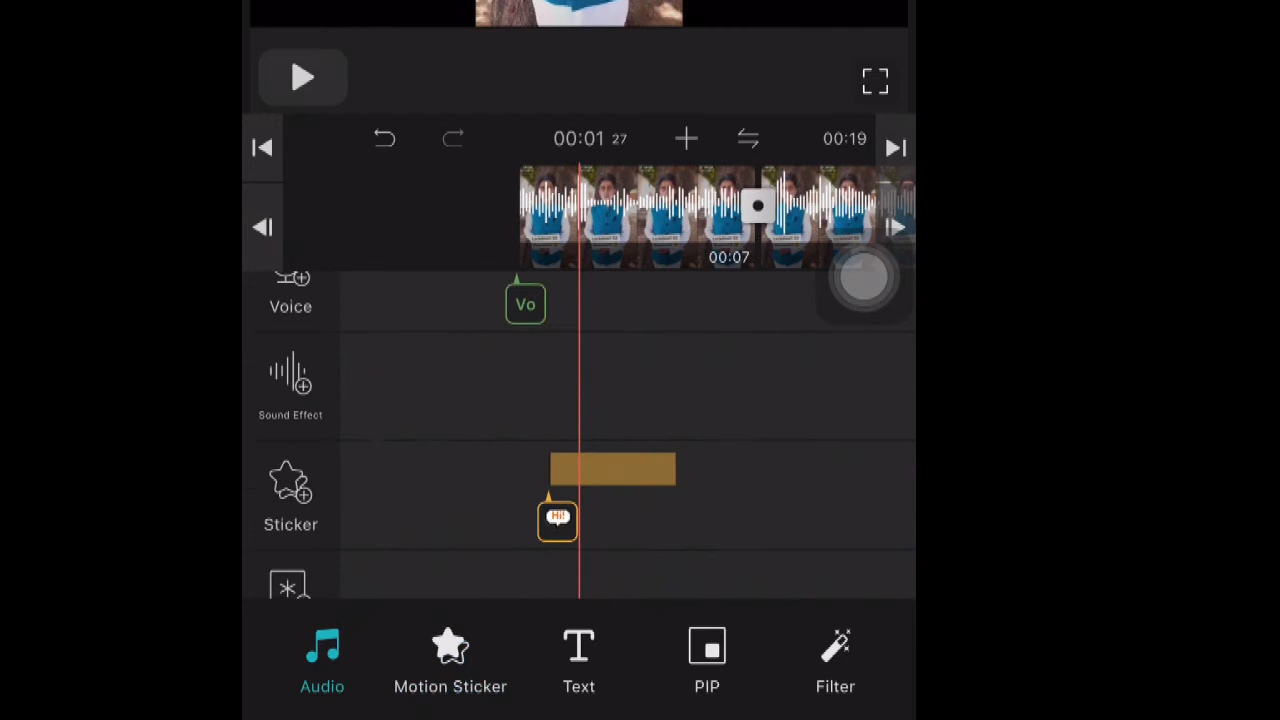 00:01 27
00:19
00:07
Voice
Vo
Sound Effect
Hi!
Sticker
Audio
Motion Sticker
Text
PIP
Filter